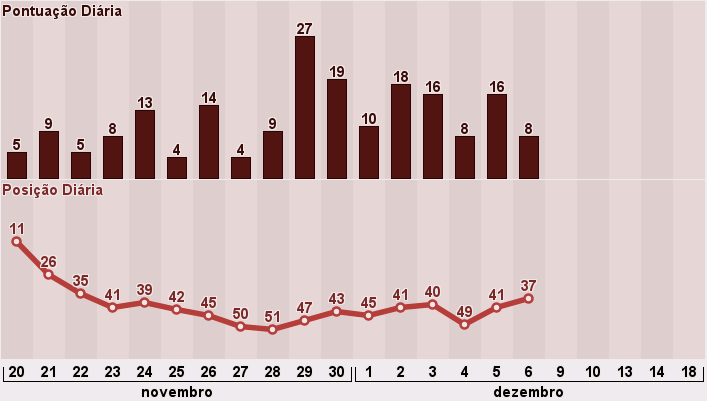 Pontuação Diária
5 9 5 8 13 4 14 4 9 27 19 10 18 16 8 16 8
Posição Diária
11 26 35 41 39 42 45 50 51 47 43 45 41 40 49 41 37
20 21 22 23 24 25 26 27 28 29 30 1 2 3 4 5 6 9 10 13 14 18
novembro dezembro